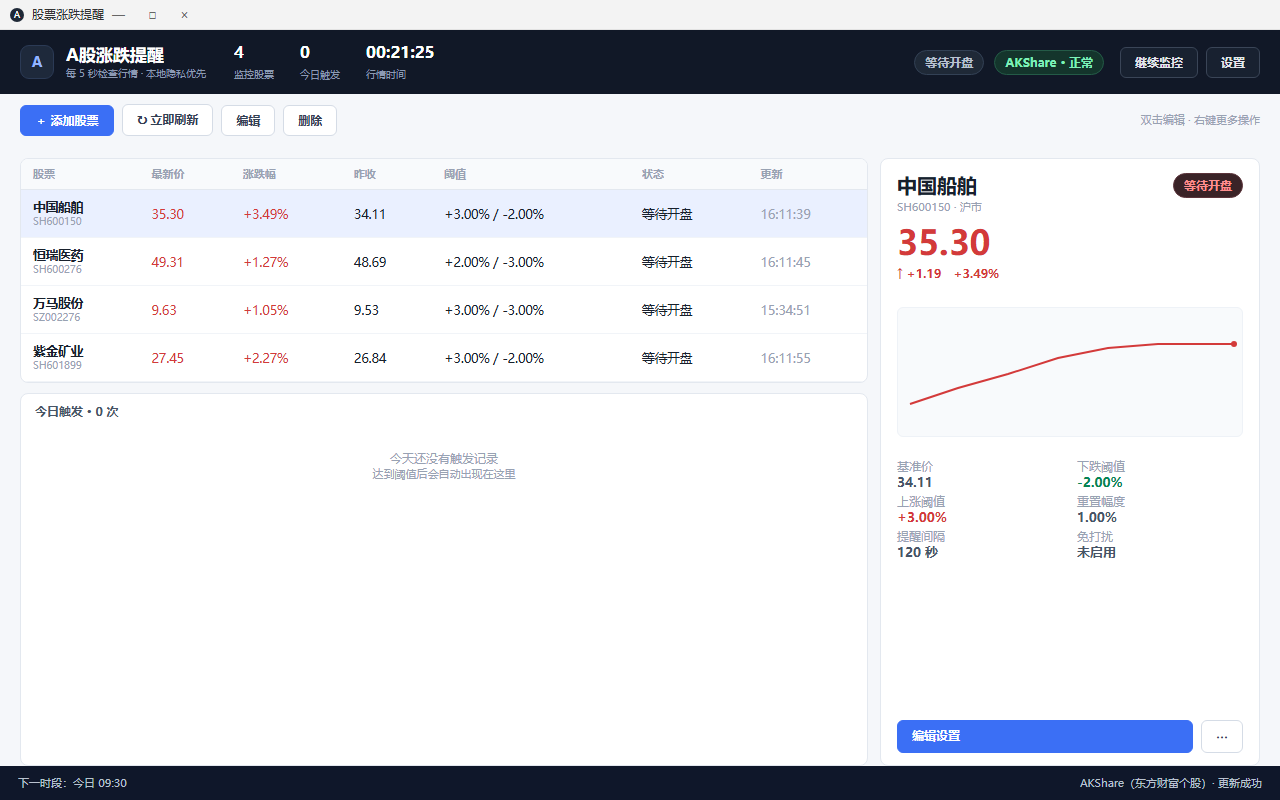 A 股票涨跌提醒 — □ ×
A
A股涨跌提醒
每 5 秒检查行情 · 本地隐私优先
4
监控股票
0
今日触发
00:21:25
行情时间
等待开盘
AKShare • 正常
继续监控
设置
+ 添加股票
↻ 立即刷新
编辑
删除
双击编辑 · 右键更多操作
股票 最新价 涨跌幅 昨收 阈值 状态 更新
中国船舶
SH600150
35.30 +3.49% 34.11 +3.00% / -2.00% 等待开盘 16:11:39
恒瑞医药
SH600276
49.31 +1.27% 48.69 +2.00% / -3.00% 等待开盘 16:11:45
万马股份
SZ002276
9.63 +1.05% 9.53 +3.00% / -3.00% 等待开盘 15:34:51
紫金矿业
SH601899
27.45 +2.27% 26.84 +3.00% / -2.00% 等待开盘 16:11:55
今日触发 • 0 次
今天还没有触发记录
达到阈值后会自动出现在这里
中国船舶
等待开盘
SH600150 · 沪市
35.30
↑ +1.19 +3.49%
基准价 下跌阈值
34.11 -2.00%
上涨阈值 重置幅度
+3.00% 1.00%
提醒间隔 免打扰
120 秒 未启用
编辑设置
...
下一时段：今日 09:30
AKShare（东方财富个股）· 更新成功